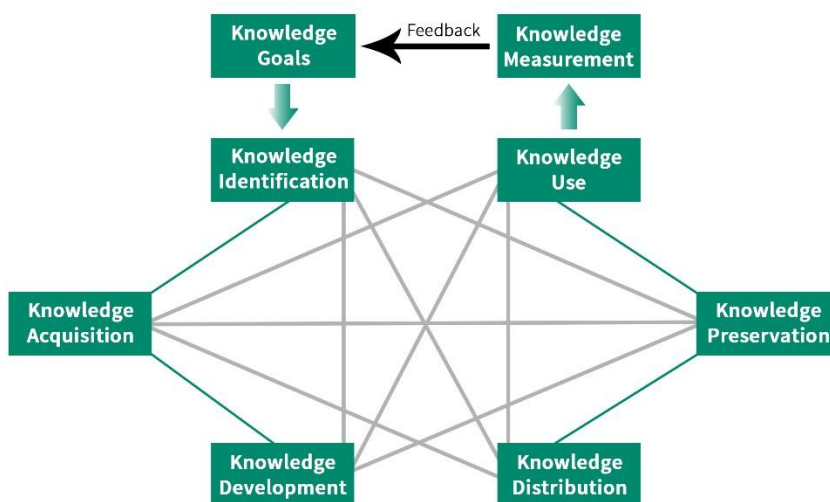 Knowledge
Goals
Feedback
Knowledge
Measurement
Knowledge
Identification
Knowledge
Use
Knowledge
Acquisition
Knowledge
Preservation
Knowledge
Development
Knowledge
Distribution